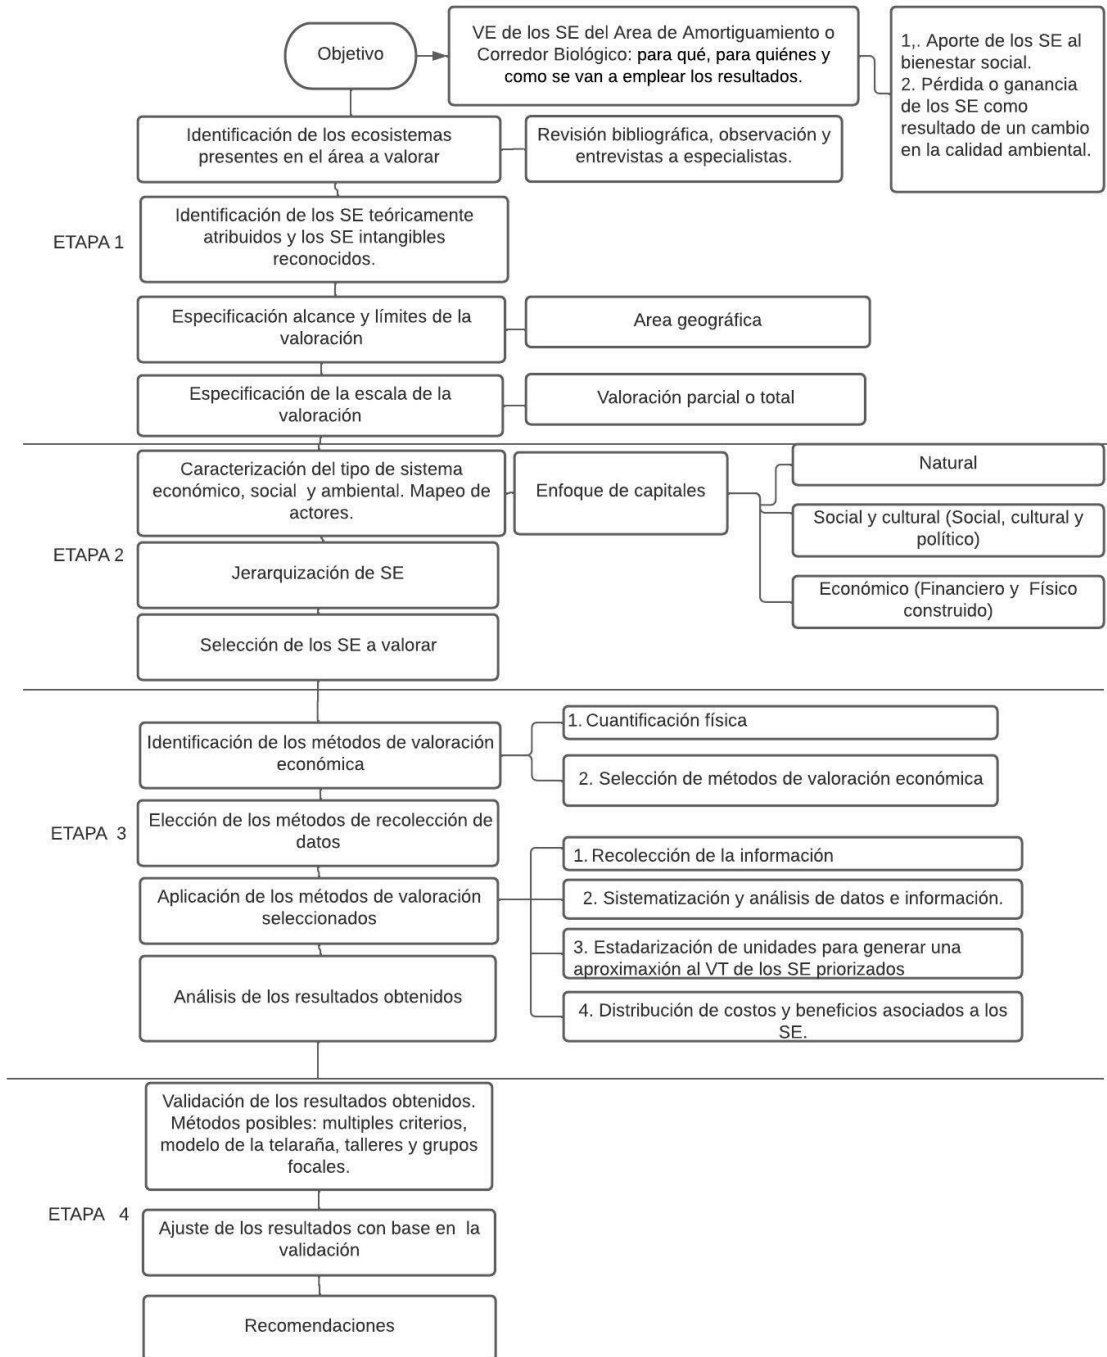 Objetivo
VE de los SE del Area de Amortiguamiento o
Corredor Biológico: para qué, para quiénes y
como se van a emplear los resultados.
1,. Aporte de los SE al
bienestar social.
2. Pérdida o ganancia
de los SE como
resultado de un cambio
en la calidad ambiental.
Identificación de los ecosistemas
presentes en el área a valorar
Revisión bibliográfica, observación y
entrevistas a especialistas.
ETAPA 1
Identificación de los SE teóricamente
atribuidos y los SE intangibles
reconocidos.
Especificación alcance y límites de la
valoración
Area geográfica
Especificación de la escala de la
valoración
Valoración parcial o total
Caracterización del tipo de sistema
económico, social y ambiental. Mapeo de
actores.
Enfoque de capitales
Natural
Social y cultural (Social, cultural y
político)
Económico (Financiero y Físico
construido)
ETAPA 2
Jerarquización de SE
Selección de los SE a valorar
Identificación de los métodos de valoración
económica
1. Cuantificación física
2. Selección de métodos de valoración económica
ETAPA 3
Elección de los métodos de recolección de
datos
Aplicación de los métodos de valoración
seleccionados
1. Recolección de la información
2. Sistematización y análisis de datos e información.
3. Estadarización de unidades para generar una
aproximaxión al VT de los SE priorizados
4. Distribución de costos y beneficios asociados a los
SE.
Análisis de los resultados obtenidos
Validación de los resultados obtenidos.
Métodos posibles: multiples criterios,
modelo de la telaraña, talleres y grupos
focales.
ETAPA 4
Ajuste de los resultados con base en la
validación
Recomendaciones